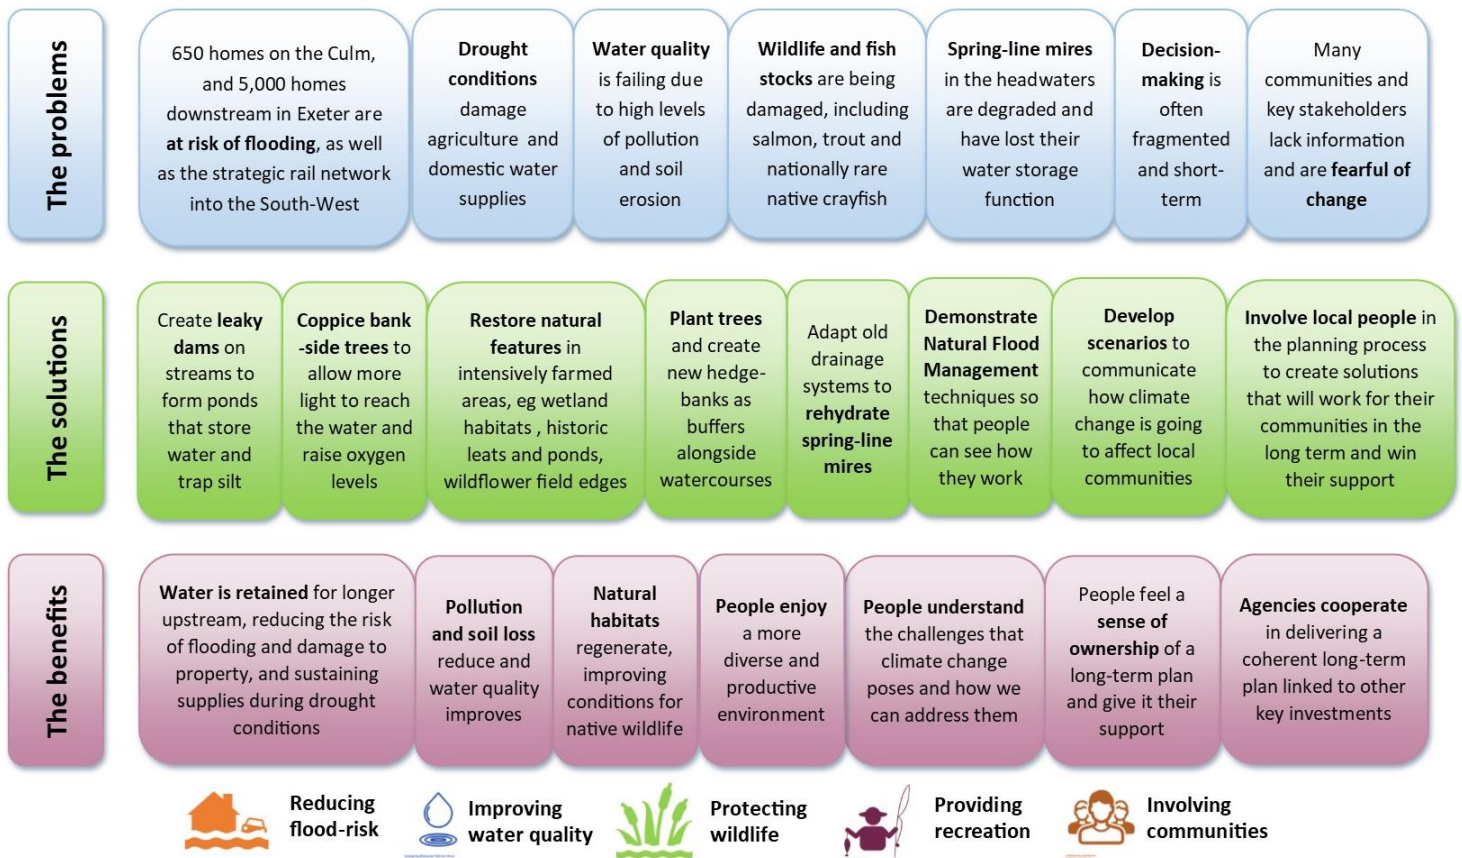 The problems
650 homes on the Culm,
and 5,000 homes
downstream in Exeter are
at risk of flooding, as well
as the strategic rail network
into the South-West
Drought
conditions
damage
agriculture and
domestic water
supplies
Water quality
is failing due
to high levels
of pollution
and soil
erosion
Wildlife and fish
stocks are being
damaged, including
salmon, trout and
nationally rare
native crayfish
Spring-line mires
in the headwaters
are degraded and
have lost their
water storage
function
Decision-
making is
often
fragmented
and short-
term
Many
communities and
key stakeholders
lack information
and are fearful of
change
The solutions
Create leaky
dams on
streams to
form ponds
that store
water and
trap silt
Coppice bank
-side trees to
allow more
light to reach
the water and
raise oxygen
levels
Restore natural
features in
intensively farmed
areas, eg wetland
habitats , historic
leats and ponds,
wildflower field edges
Plant trees
and create
new hedge-
banks as
buffers
alongside
watercourses
Adapt old
drainage
systems to
rehydrate
spring-line
mires
Demonstrate
Natural Flood
Management
techniques so
that people
can see how
they work
Develop
scenarios to
communicate
how climate
change is going
to affect local
communities
Involve local people in
the planning process
to create solutions
that will work for their
communities in the
long term and win
their support
The benefits
Water is retained for longer
upstream, reducing the risk
of flooding and damage to
property, and sustaining
supplies during drought
conditions
Pollution
and soil loss
reduce and
water quality
improves
Natural
habitats
regenerate,
improving
conditions for
native wildlife
People enjoy
a more
diverse and
productive
environment
People understand
the challenges that
climate change
poses and how we
can address them
People feel a
sense of
ownership of a
long-term plan
and give it their
support
Agencies cooperate
in delivering a
coherent long-term
plan linked to other
key investments
Reducing
flood-risk
Improving
water quality
Protecting
wildlife
Providing
recreation
Involving
communities